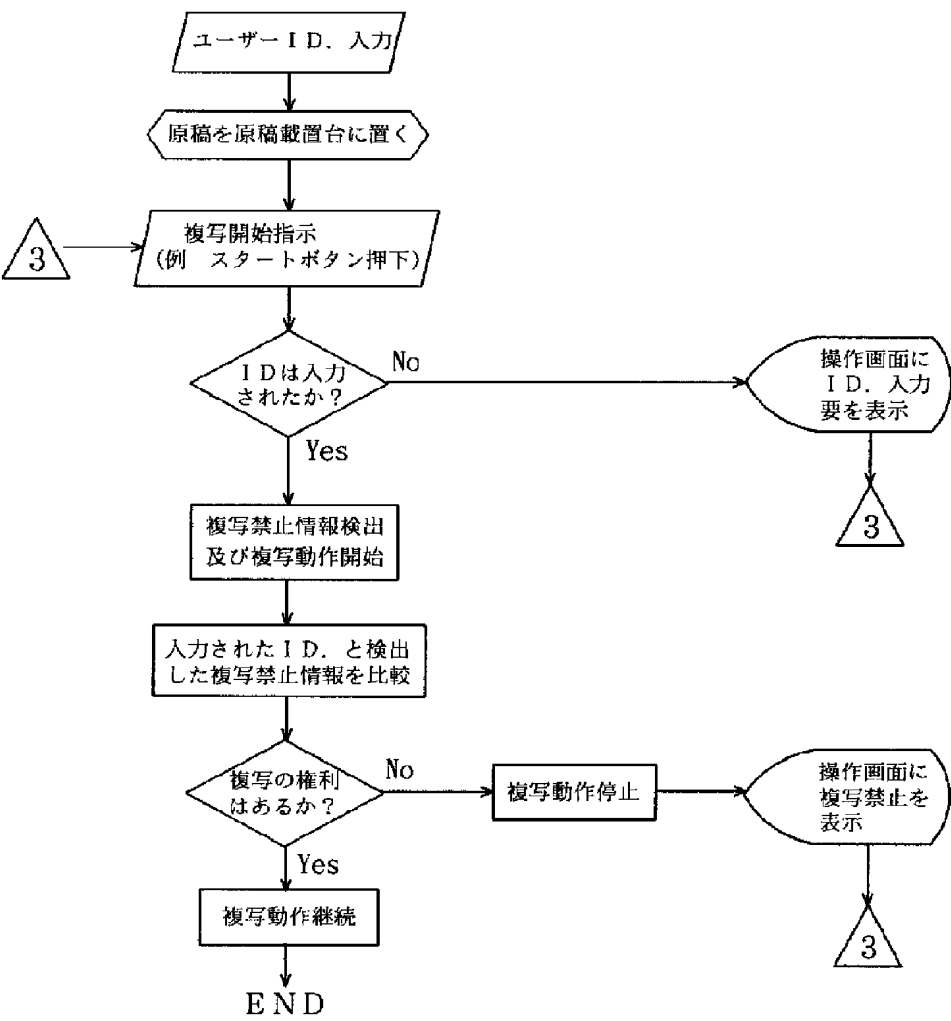 ユーザーＩＤ．入力
原稿を原稿載置台に置く
複写開始指示
(例　スタートボタン押下)
3
ＩＤは入力
されたか？
No
操作画面に
ＩＤ．入力
要を表示
Yes
3
複写禁止情報検出
及び複写動作開始
入力されたＩＤ．と検出
した複写禁止情報を比較
複写の権利
はあるか？
No
複写動作停止
操作画面に
複写禁止を
表示
Yes
複写動作継続
3
ＥＮＤ